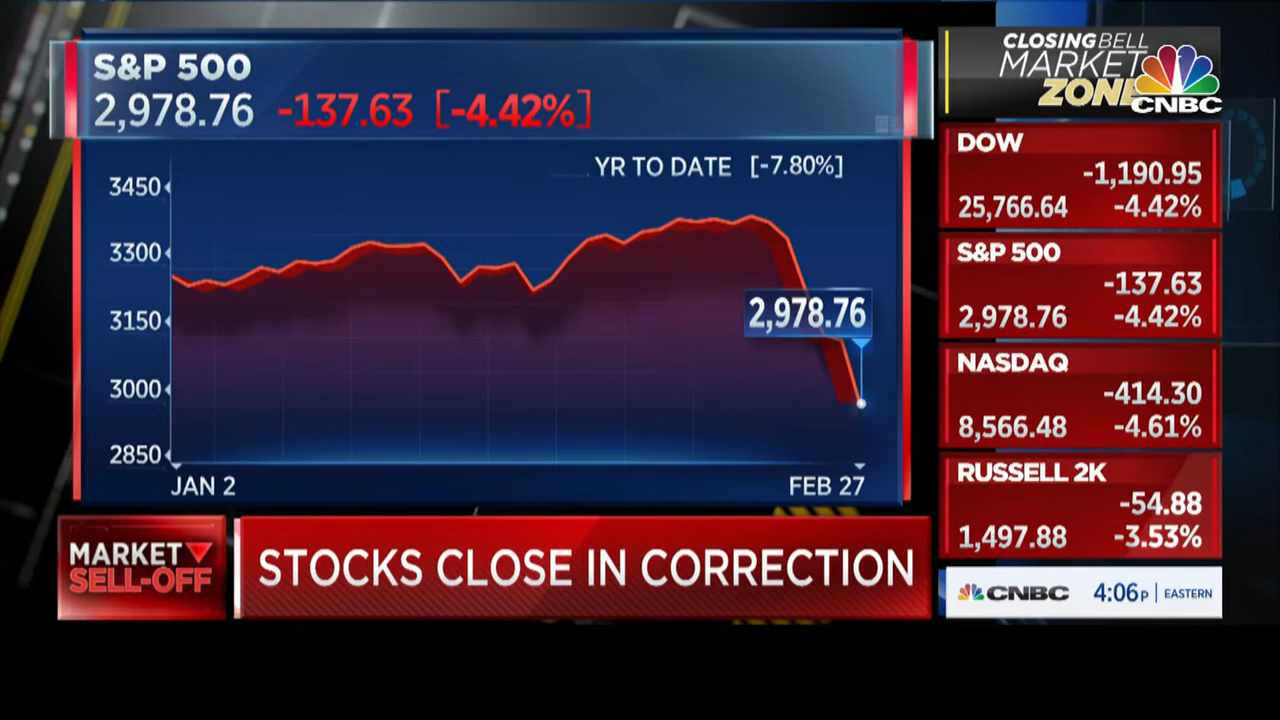 S&P 500
2,978.76 -137.63 [-4.42%]
YR TO DATE [-7.80%]
3450
3300
3150
3000
2850
2,978.76
JAN 2 FEB 27
MARKET
SELL-OFF
STOCKS CLOSE IN CORRECTION
CLOSING BELL
MARKET
ZONE
CNBC
DOW
-1,190.95
25,766.64 -4.42%
S&P 500
-137.63
2,978.76 -4.42%
NASDAQ
-414.30
8,566.48 -4.61%
RUSSELL 2K
-54.88
1,497.88 -3.53%
CNBC 4:06P EASTERN